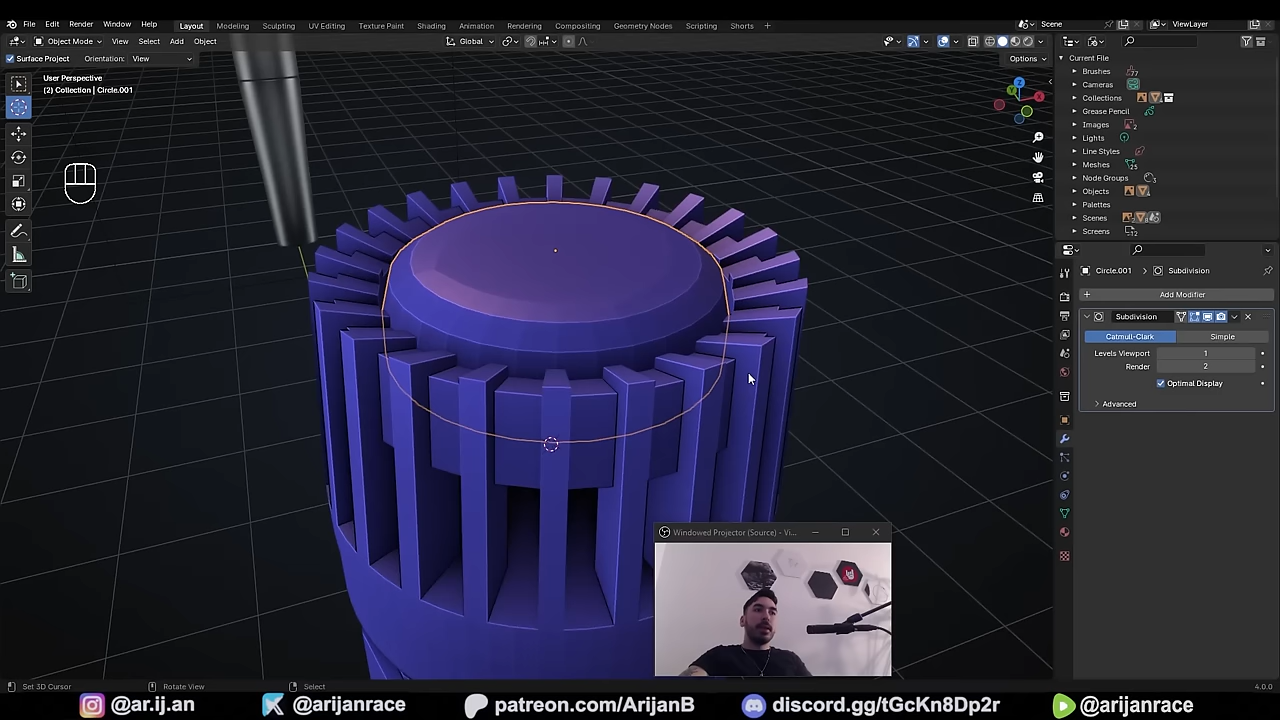 File Edit Render Window Help
Layout Modeling Sculpting UV Editing Texture Paint Shading Animation Rendering Compositing Geometry Nodes Scripting Shorts +
Scene
ViewLayer
Object Mode View Select Add Object
Global
Surface Project Orientation: View
Options
User Perspective
(2) Collection | Circle.001
Z
Y
X
Current File
Brushes
Cameras
Collections
Grease Pencil
Images
Lights
Line Styles
Meshes
Node Groups
Objects
Palettes
Scenes
Screens
Circle.001 > Subdivision
+ Add Modifier
Subdivision
Catmull-Clark Simple
Levels Viewport 1
Render 2
Optimal Display
Advanced
Windowed Projector (Source) - Vi...
Set 3D Cursor Rotate View Select 4.0.0
@ar.ij.an @arijanrace patreon.com/ArijanB discord.gg/tGcKn8Dp2r @arijanrace